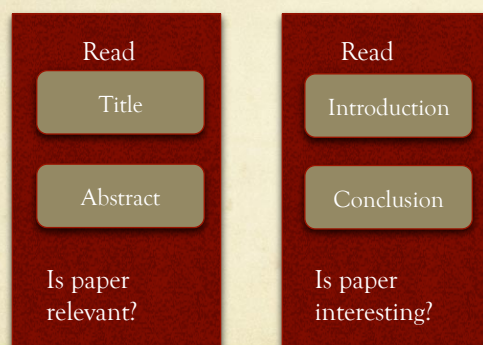 Read
Title
Abstract
Is paper
relevant?
Read
Introduction
Conclusion
Is paper
interesting?